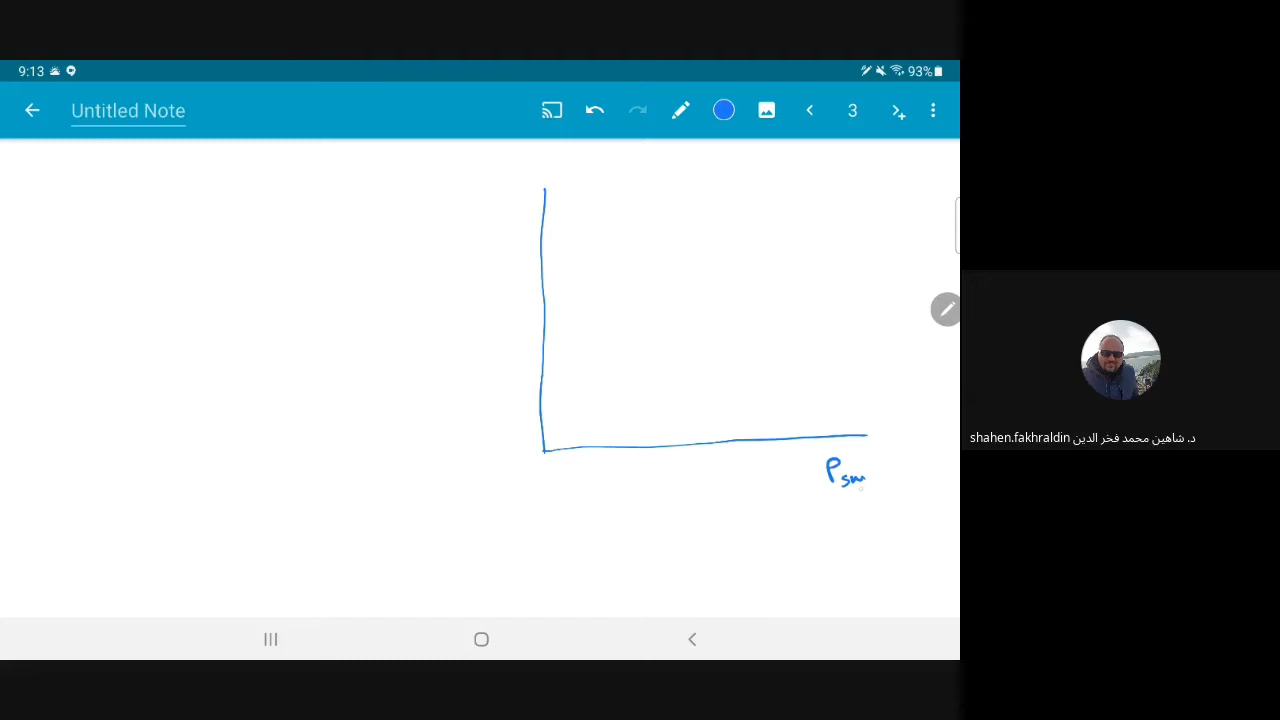 9:13
93%
Untitled Note
3
Psm
shahen.fakhraldin د. شاهين محمد فخر الدين